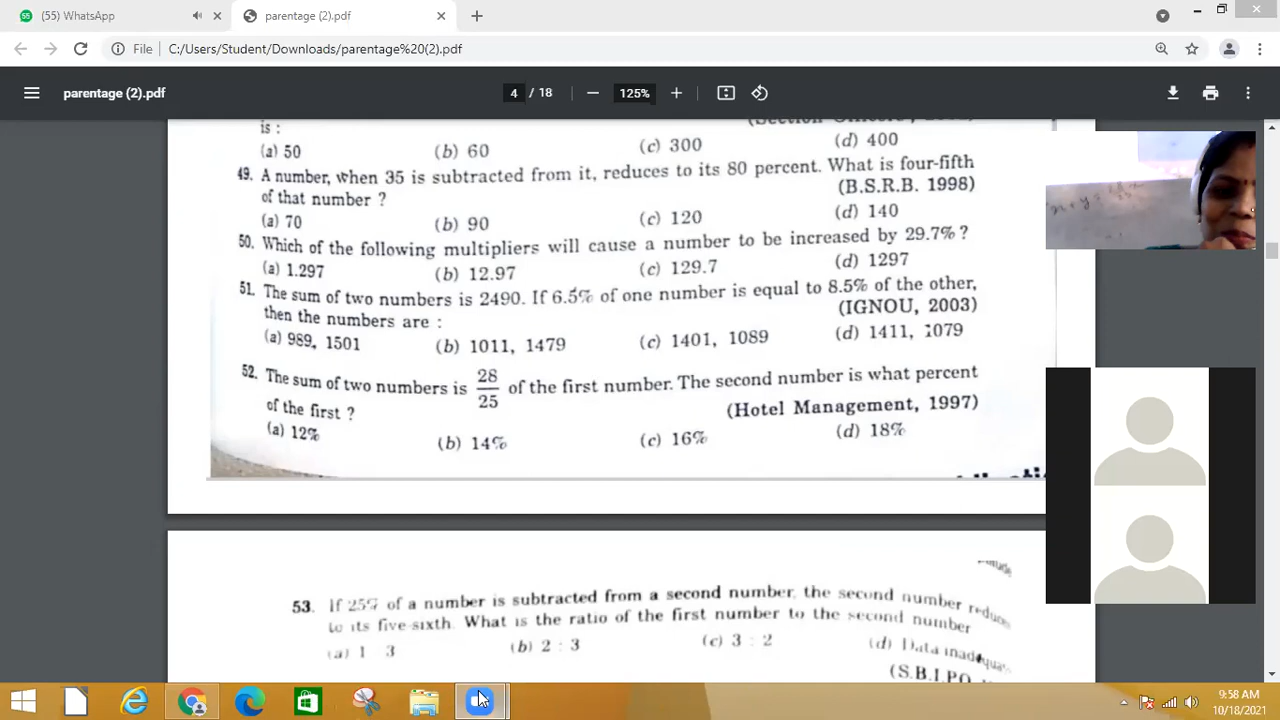 (55) WhatsApp
parentage (2).pdf
File
C:/Users/Student/Downloads/parentage%20(2).pdf
parentage (2).pdf
4 / 18
125%
is :
(a) 50 (b) 60 (c) 300 (d) 400
49. A number, when 35 is subtracted from it, reduces to its 80 percent. What is four-fifth
of that number ? (B.S.R.B. 1998)
(a) 70 (b) 90 (c) 120 (d) 140
50. Which of the following multipliers will cause a number to be increased by 29.7% ?
(a) 1.297 (b) 12.97 (c) 129.7 (d) 1297
51. The sum of two numbers is 2490. If 6.5% of one number is equal to 8.5% of the other,
then the numbers are : (IGNOU, 2003)
(a) 989, 1501 (b) 1011, 1479 (c) 1401, 1089 (d) 1411, 1079
52. The sum of two numbers is 28/25 of the first number. The second number is what percent
of the first ? (Hotel Management, 1997)
(a) 12% (b) 14% (c) 16% (d) 18%
53. If 25% of a number is subtracted from a second number, the second number
to its five-sixth. What is the ratio of the first number to the second number
(a) 1 3 (b) 2 : 3 (c) 3 : 2 (d) Data
9:58 AM
10/18/2021